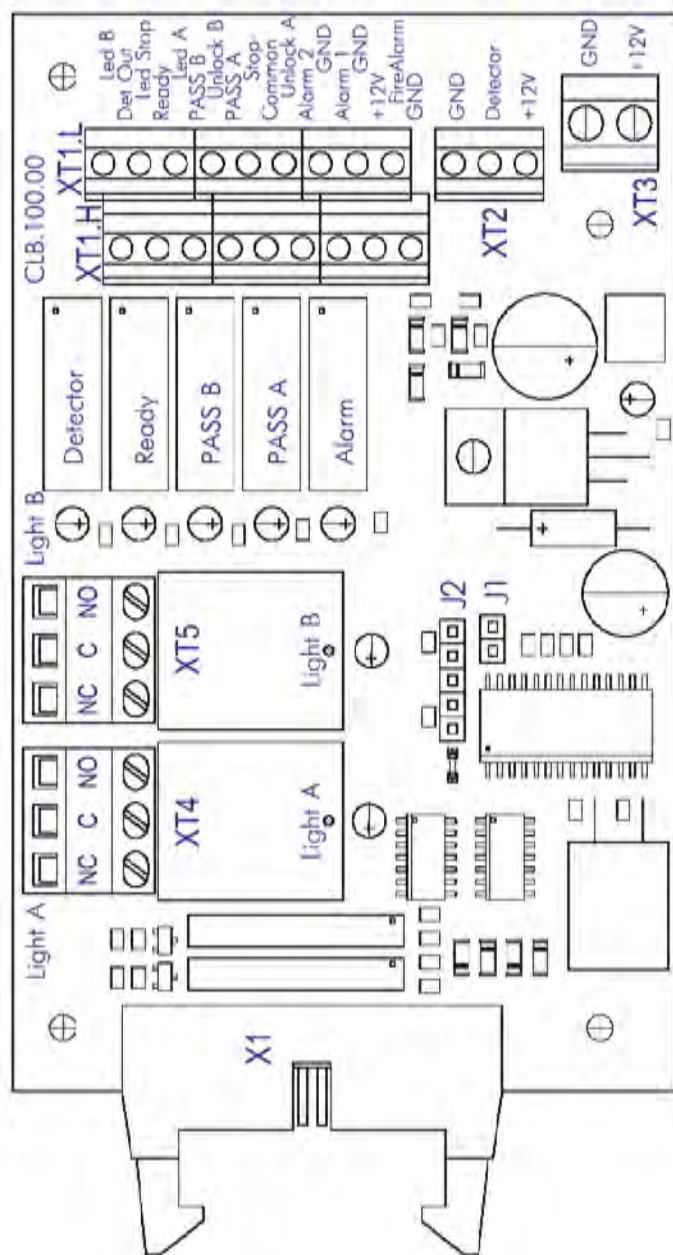 CLB.100.00
XT1.L
XT1.H
Led B
Det Out
Led Stop
Ready
Led A
PASS B
Unlock B
PASS A
Stop
Common
Unlock A
Alarm 2
GND
Alarm 1
GND
+12V
FireAlarm
GND
GND
Detector
+12V
XT2
GND
+12V
XT3
Detector
Ready
PASS B
PASS A
Alarm
Light B
NC C NO
XT5
Light B
Light A
NC C NO
XT4
Light A
J2
J1
X1